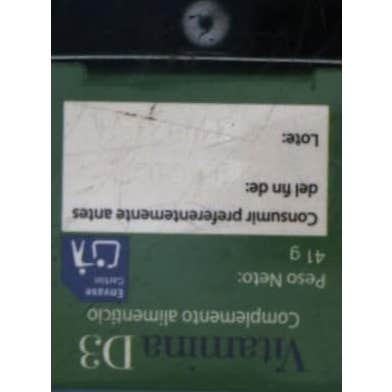 Vitamina D3
Complemento alimenticio
Peso Neto:
41 g
Envase
Cartón
Consumir preferentemente antes
del fin de:
Lote: